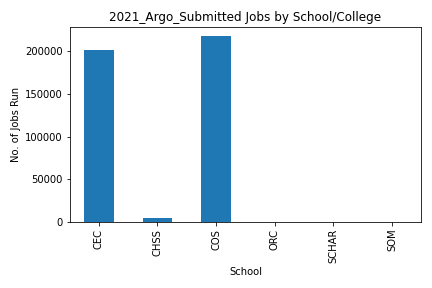 2021_Argo_Submitted Jobs by School/College
No. of Jobs Run
200000
150000
100000
50000
0
CEC
CHSS
COS
ORC
SCHAR
SOM
School